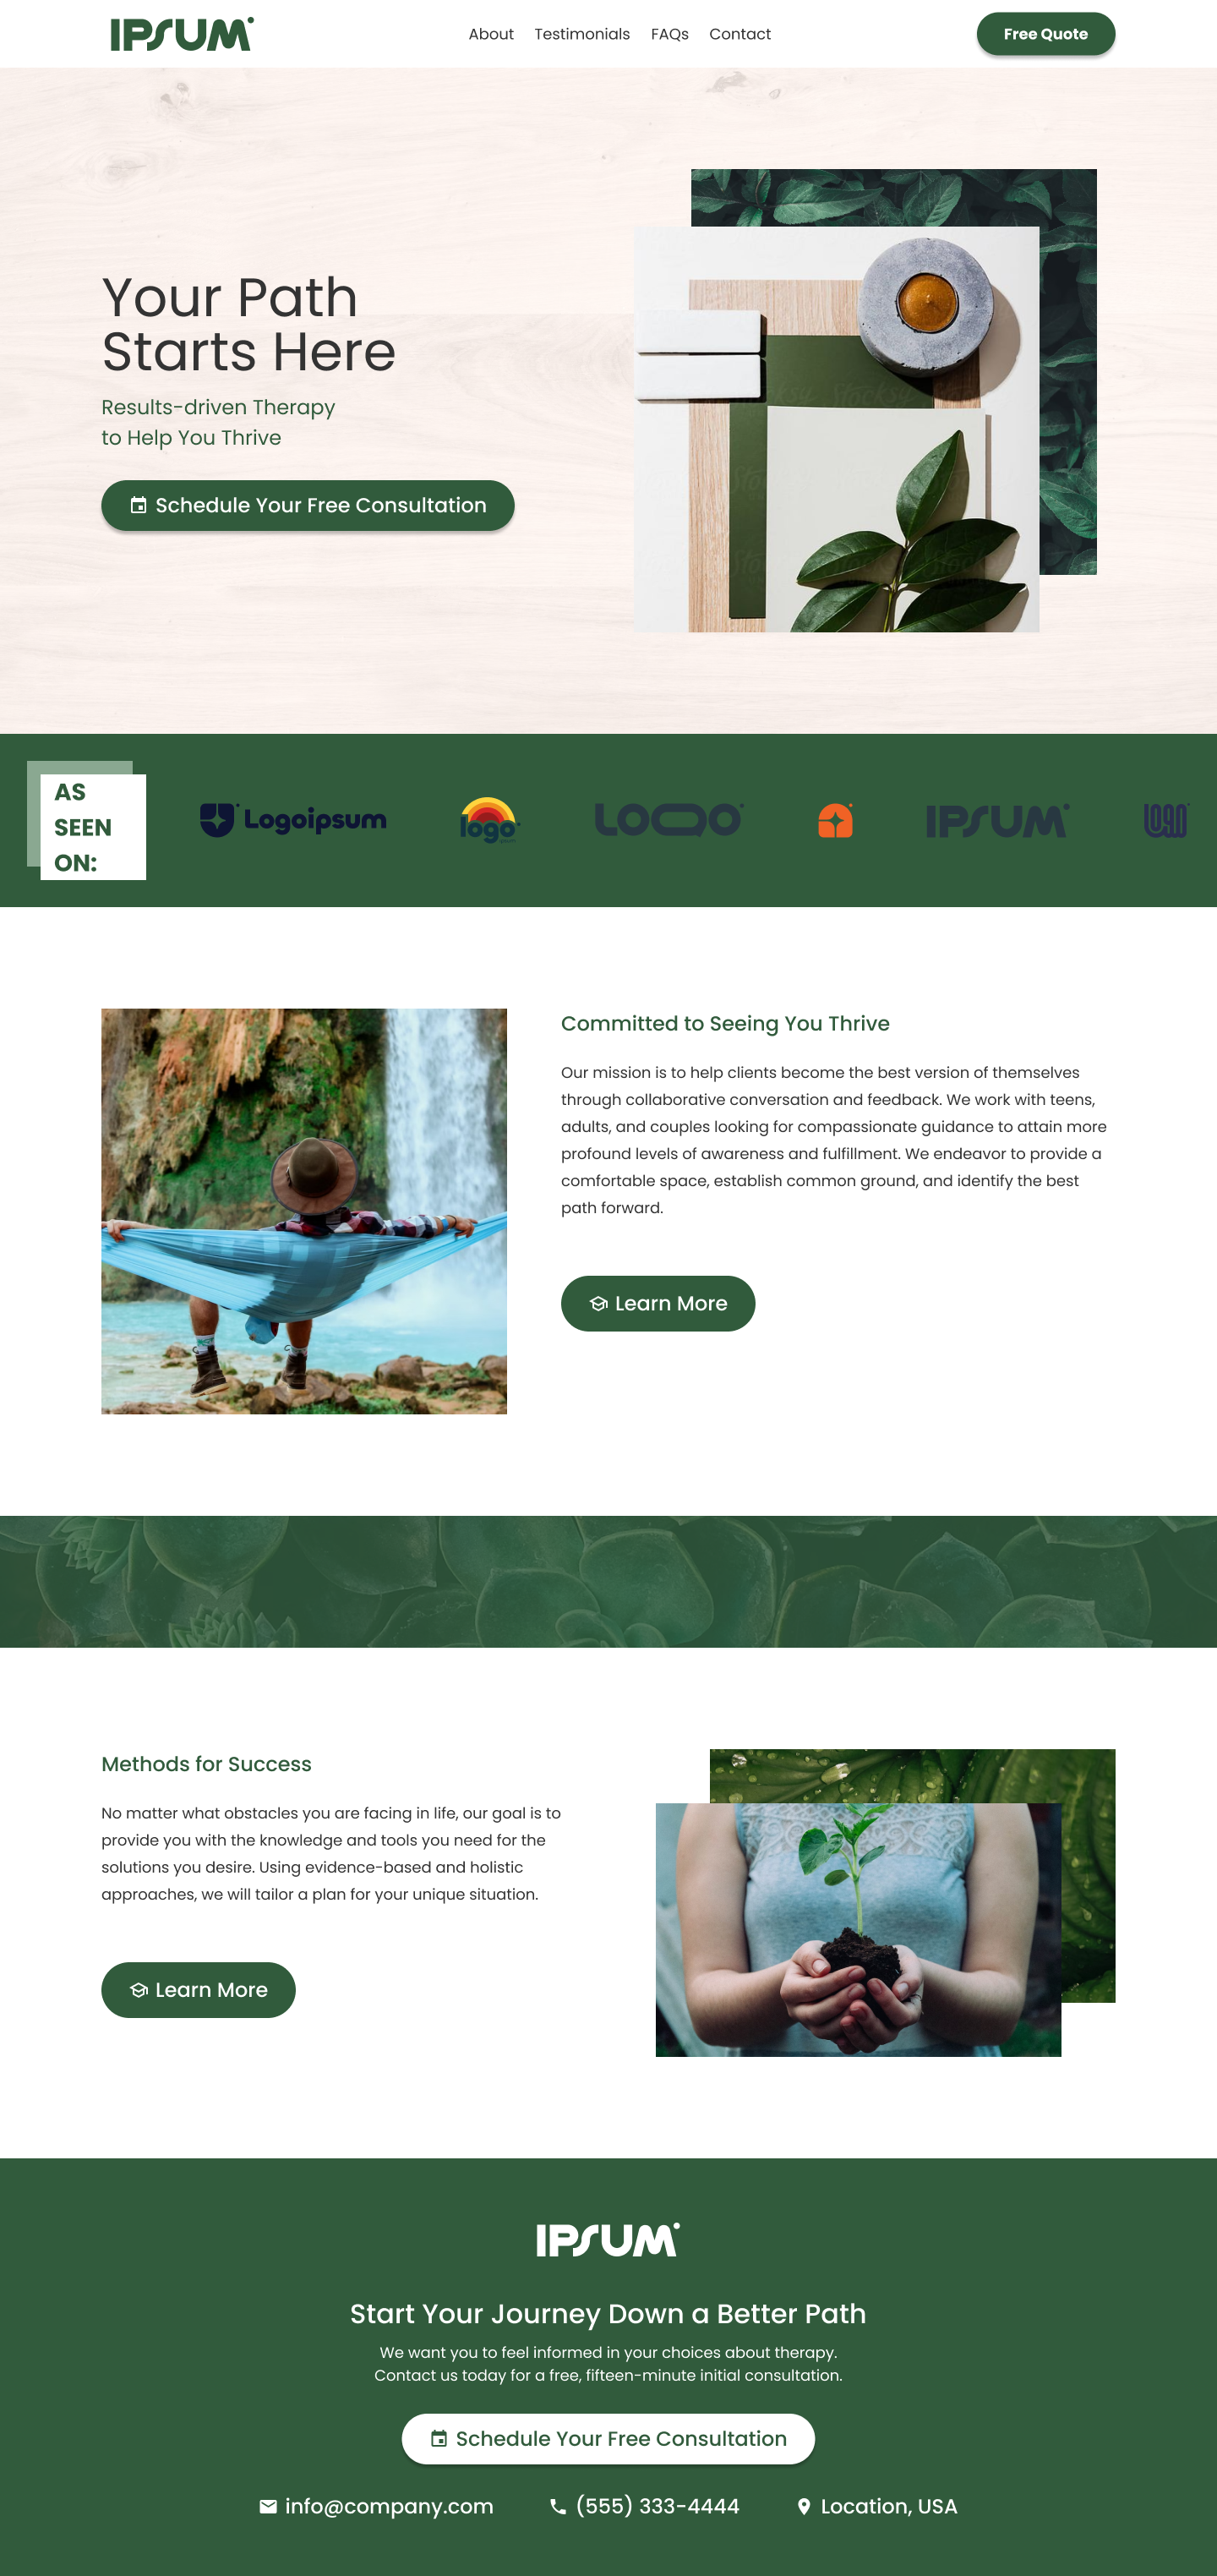 IPSUM
About Testimonials FAQs Contact
Free Quote
Your Path
Starts Here
Results-driven Therapy
to Help You Thrive
Schedule Your Free Consultation
AS
SEEN
ON:
Logoipsum
logo
LOQO
IPSUM
Committed to Seeing You Thrive
Our mission is to help clients become the best version of themselves
through collaborative conversation and feedback. We work with teens,
adults, and couples looking for compassionate guidance to attain more
profound levels of awareness and fulfillment. We endeavor to provide a
comfortable space, establish common ground, and identify the best
path forward.
Learn More
Methods for Success
No matter what obstacles you are facing in life, our goal is to
provide you with the knowledge and tools you need for the
solutions you desire. Using evidence-based and holistic
approaches, we will tailor a plan for your unique situation.
Learn More
IPSUM
Start Your Journey Down a Better Path
We want you to feel informed in your choices about therapy.
Contact us today for a free, fifteen-minute initial consultation.
Schedule Your Free Consultation
info@company.com (555) 333-4444 Location, USA